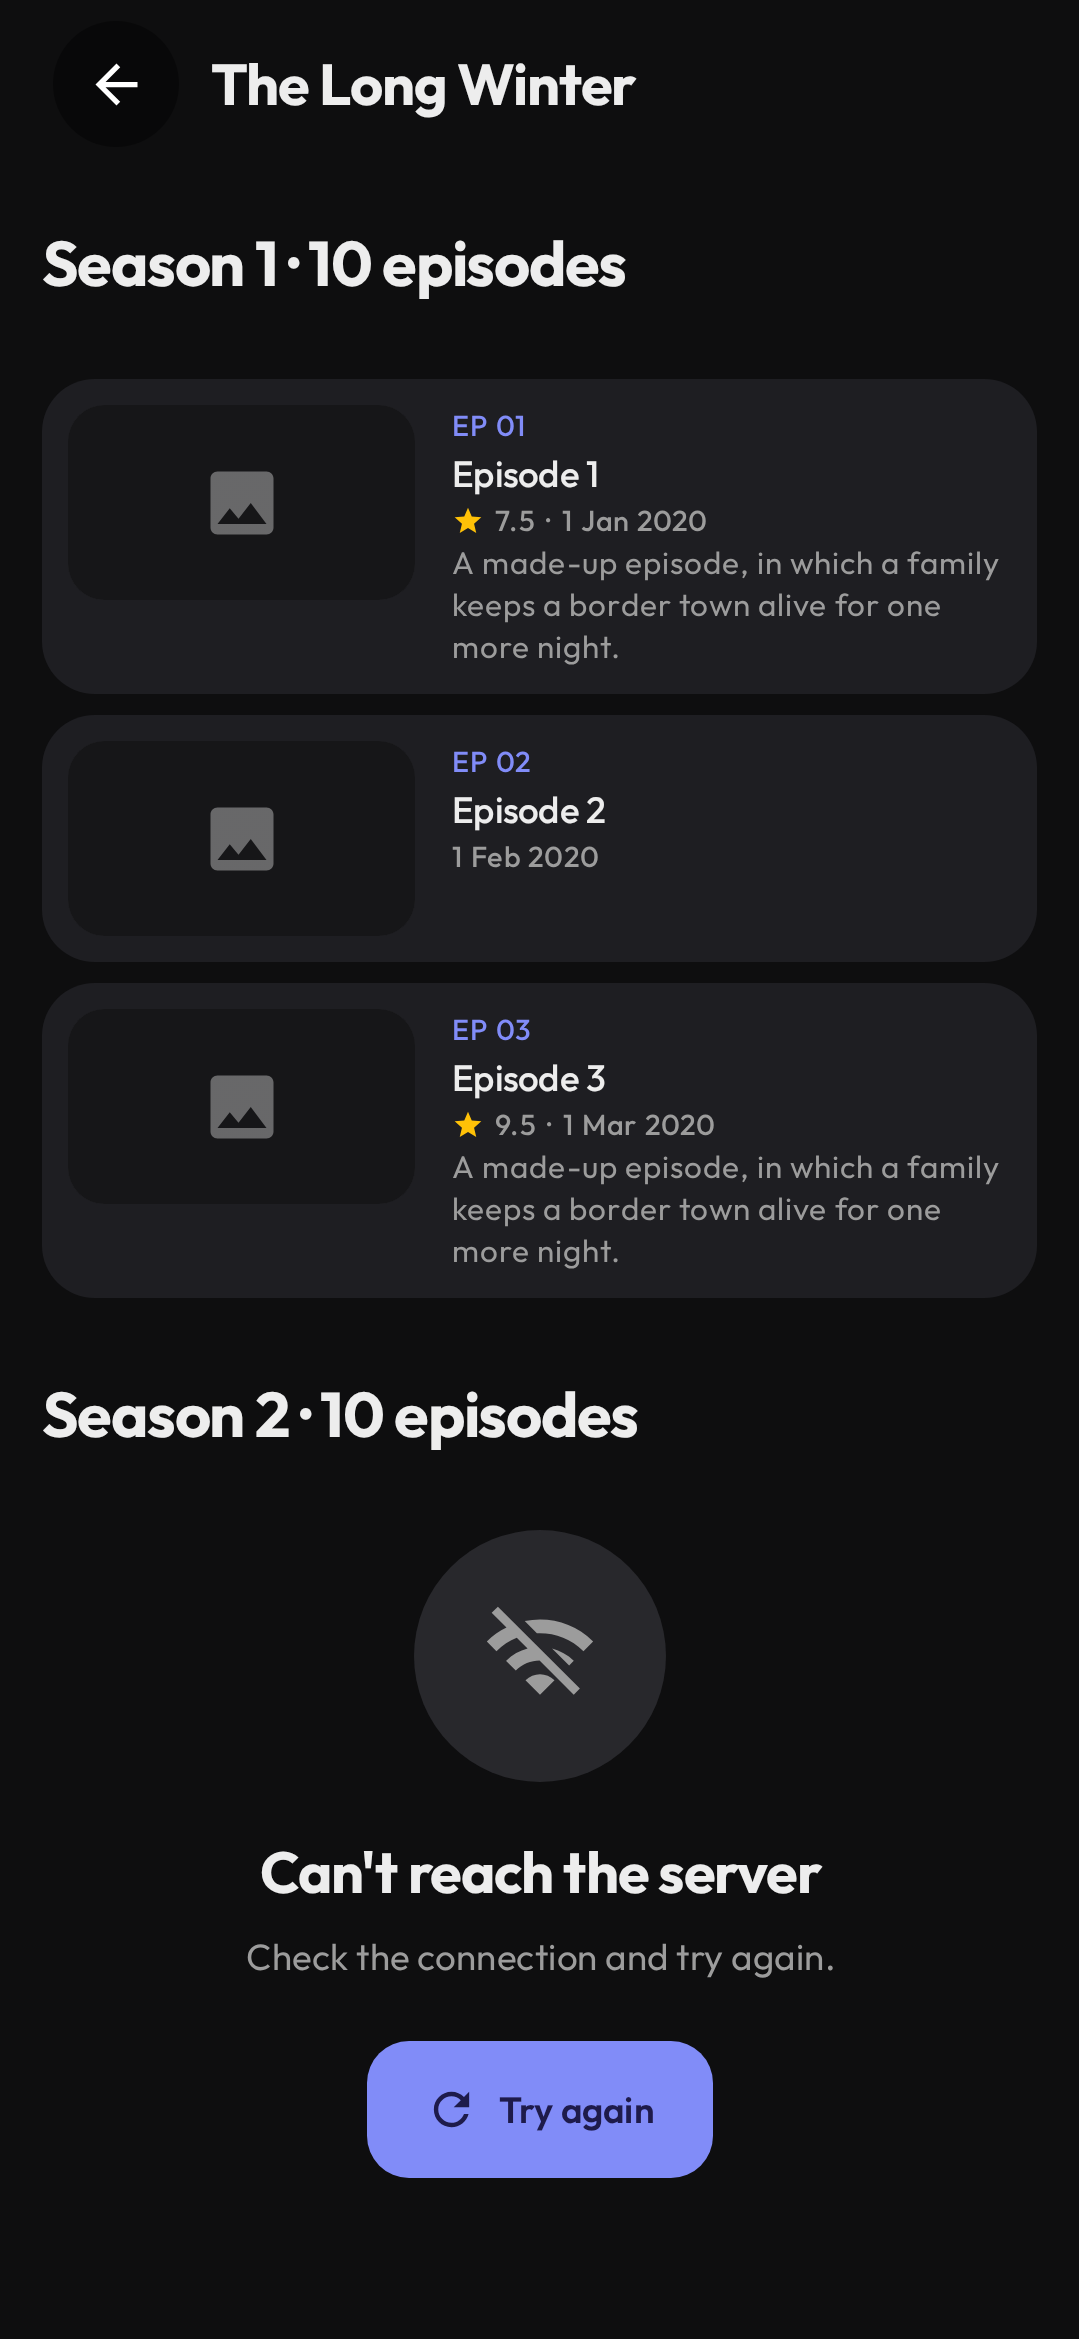 The Long Winter
Season 1 · 10 episodes
EP 01
Episode 1
7.5 · 1 Jan 2020
A made-up episode, in which a family
keeps a border town alive for one
more night.
EP 02
Episode 2
1 Feb 2020
EP 03
Episode 3
9.5 · 1 Mar 2020
A made-up episode, in which a family
keeps a border town alive for one
more night.
Season 2 · 10 episodes
Can't reach the server
Check the connection and try again.
Try again